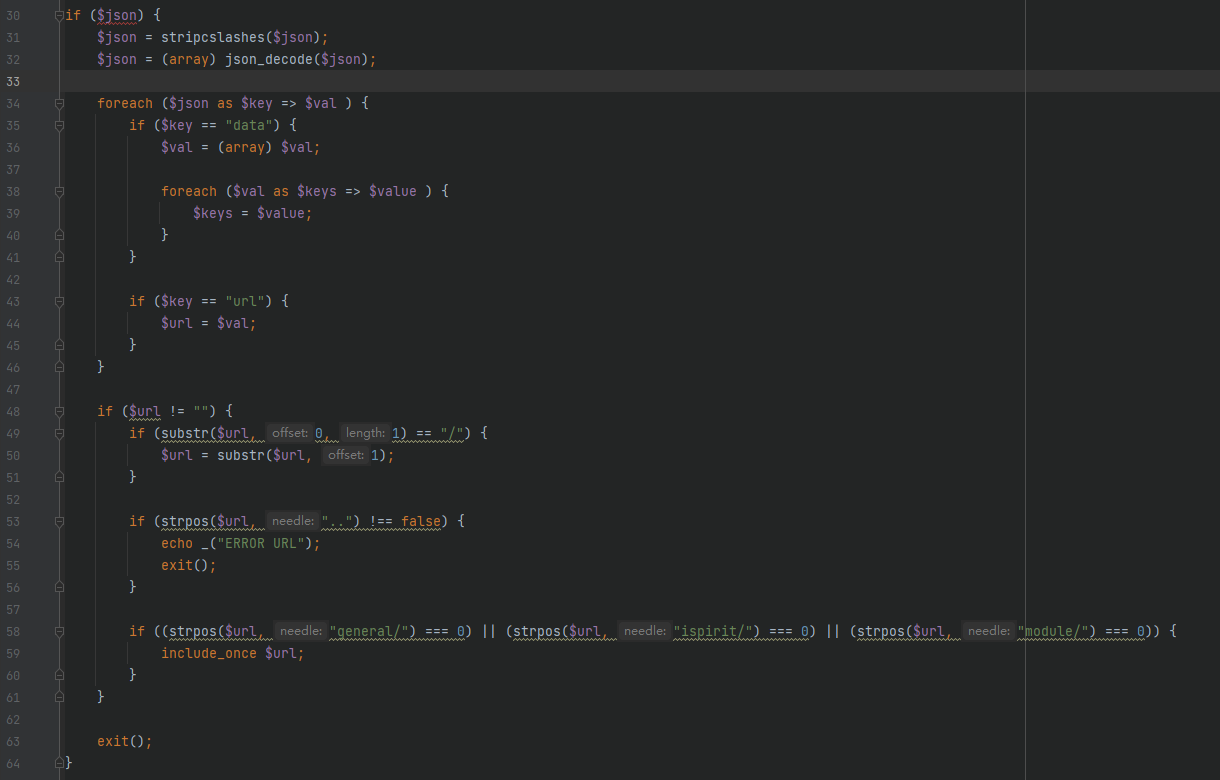 30 if ($json) {
31 $json = stripcslashes($json);
32 $json = (array) json_decode($json);
33
34 foreach ($json as $key => $val ) {
35 if ($key == "data") {
36 $val = (array) $val;
37
38 foreach ($val as $keys => $value ) {
39 $keys = $value;
40 }
41 }
42
43 if ($key == "url") {
44 $url = $val;
45 }
46 }
47
48 if ($url != "") {
49 if (substr($url, offset: 0, length: 1) == "/") {
50 $url = substr($url, offset: 1);
51 }
52
53 if (strpos($url, needle: "..") !== false) {
54 echo _("ERROR URL");
55 exit();
56 }
57
58 if ((strpos($url, needle: "general/") === 0) || (strpos($url, needle: "ispirit/") === 0) || (strpos($url, needle: "module/") === 0)) {
59 include_once $url;
60 }
61 }
62
63 exit();
64 }